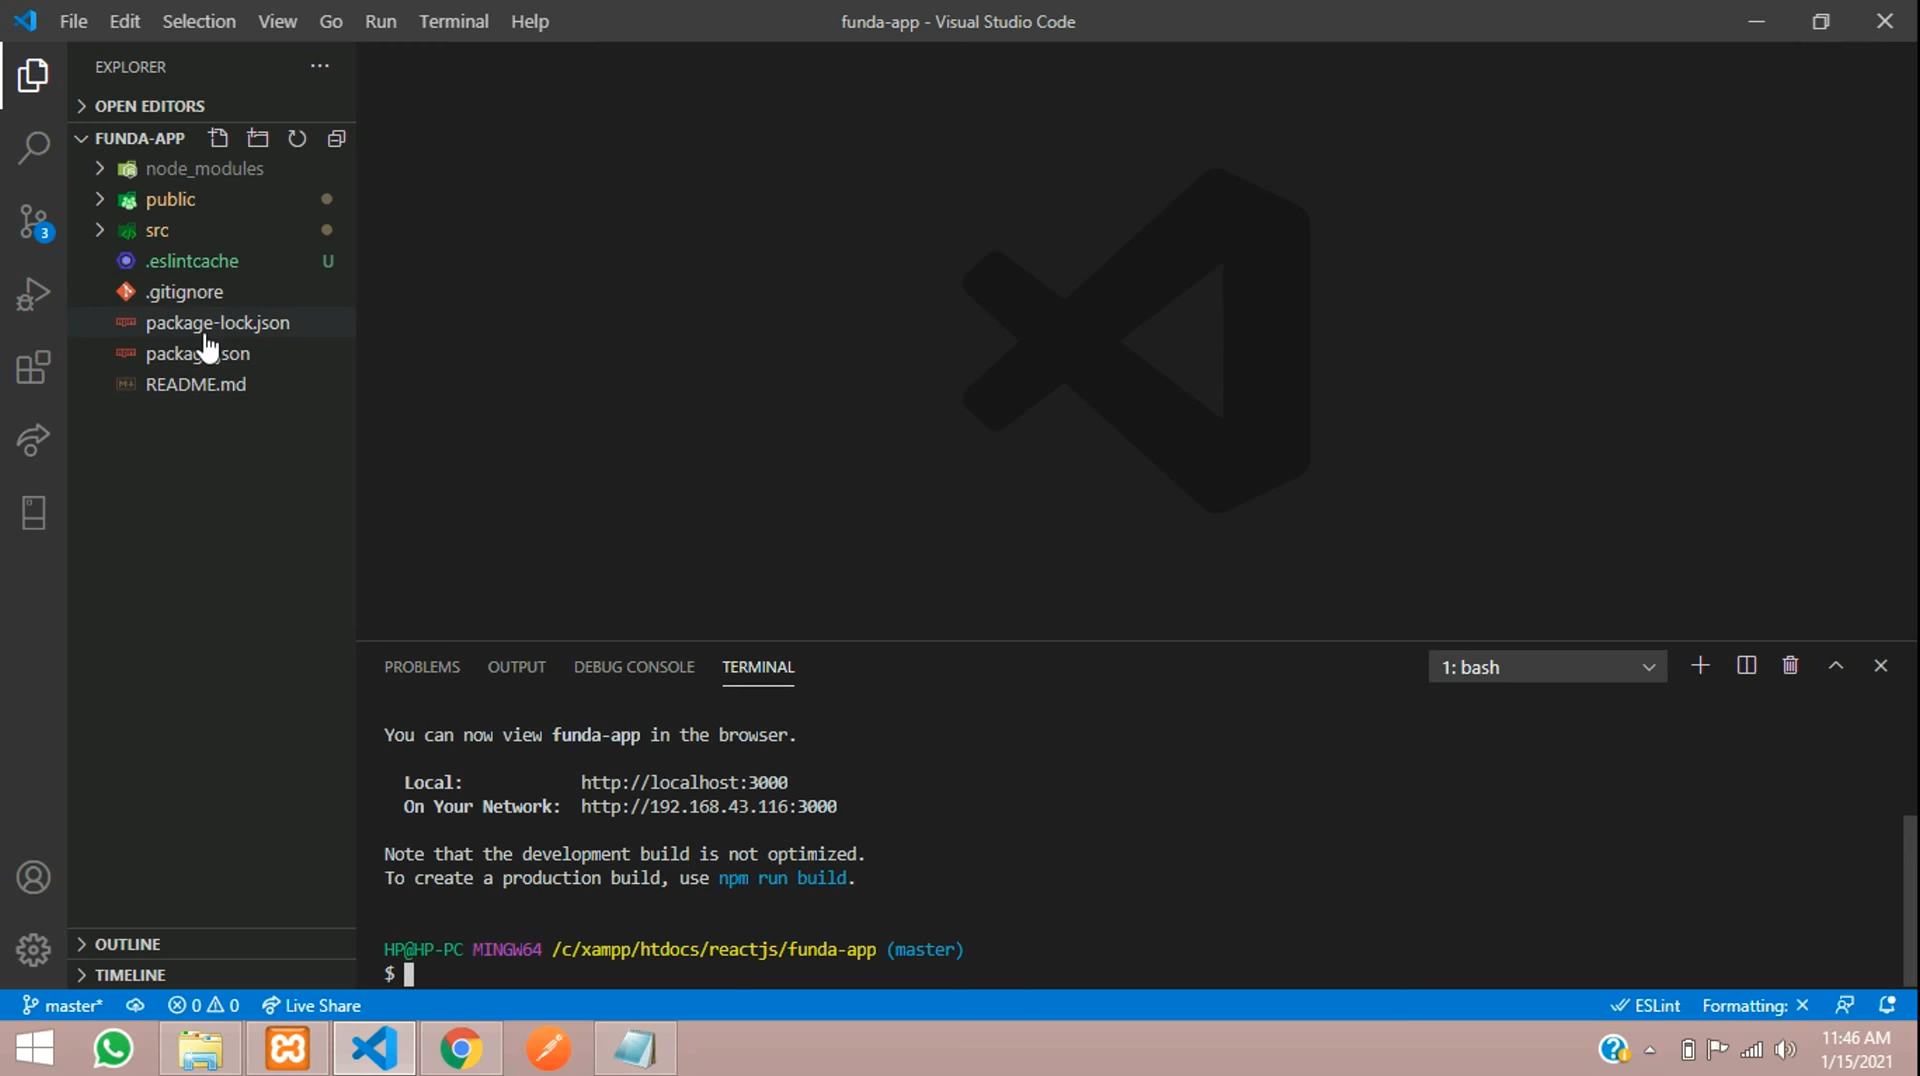 File Edit Selection View Go Run Terminal Help
funda-app - Visual Studio Code
EXPLORER
OPEN EDITORS
FUNDA-APP
node_modules
public
src
.eslintcache U
.gitignore
package-lock.json
package.json
README.md
OUTLINE
TIMELINE
3
PROBLEMS OUTPUT DEBUG CONSOLE TERMINAL
1: bash
You can now view funda-app in the browser.
Local: http://localhost:3000
On Your Network: http://192.168.43.116:3000
Note that the development build is not optimized.
To create a production build, use npm run build.
HP@HP-PC MINGW64 /c/xampp/htdocs/reactjs/funda-app (master)
$
master* 0 0 Live Share
ESLint Formatting:
11:46 AM
1/15/2021